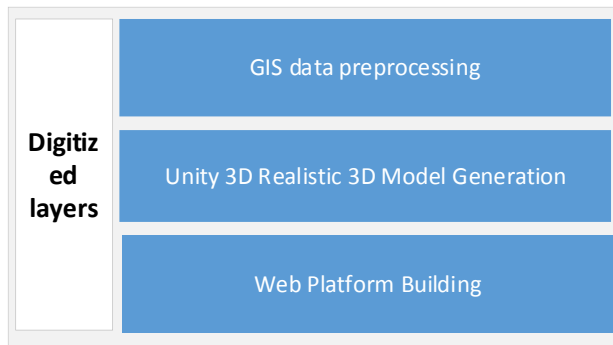 Digitiz
ed
layers
GIS data preprocessing
Unity 3D Realistic 3D Model Generation
Web Platform Building